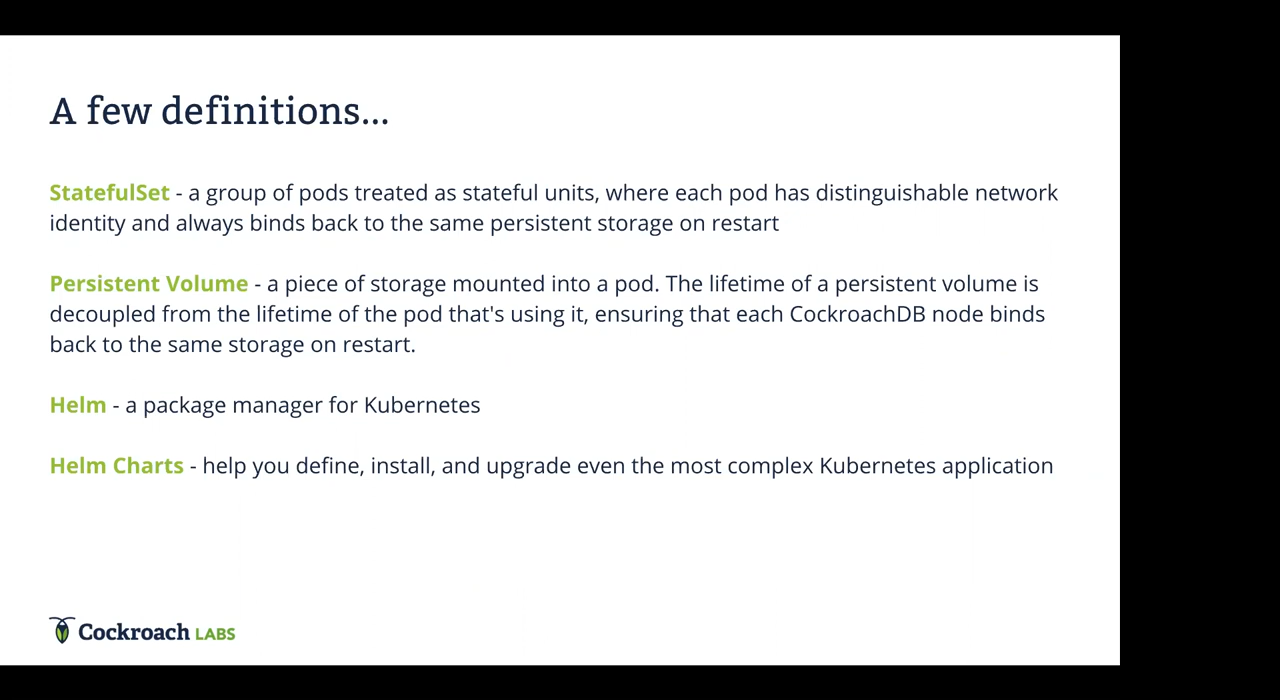 A few definitions...
StatefulSet - a group of pods treated as stateful units, where each pod has distinguishable network
identity and always binds back to the same persistent storage on restart
Persistent Volume - a piece of storage mounted into a pod. The lifetime of a persistent volume is
decoupled from the lifetime of the pod that's using it, ensuring that each CockroachDB node binds
back to the same storage on restart.
Helm - a package manager for Kubernetes
Helm Charts - help you define, install, and upgrade even the most complex Kubernetes application
Cockroach LABS